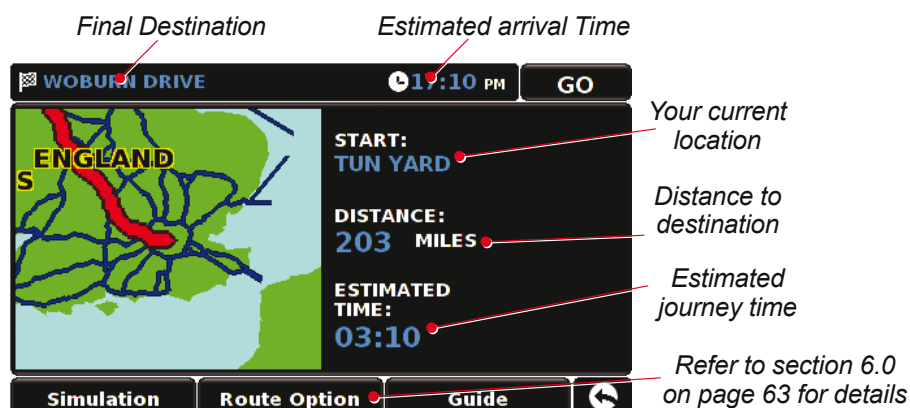 Final Destination
Estimated arrival Time
WOBURN DRIVE
17:10 PM
GO
Your current
location
START:
TUN YARD
ENGLAND
S
Distance to
destination
DISTANCE:
203 MILES
Estimated
journey time
ESTIMATED
TIME:
03:10
Refer to section 6.0
on page 63 for details
Simulation
Route Option
Guide